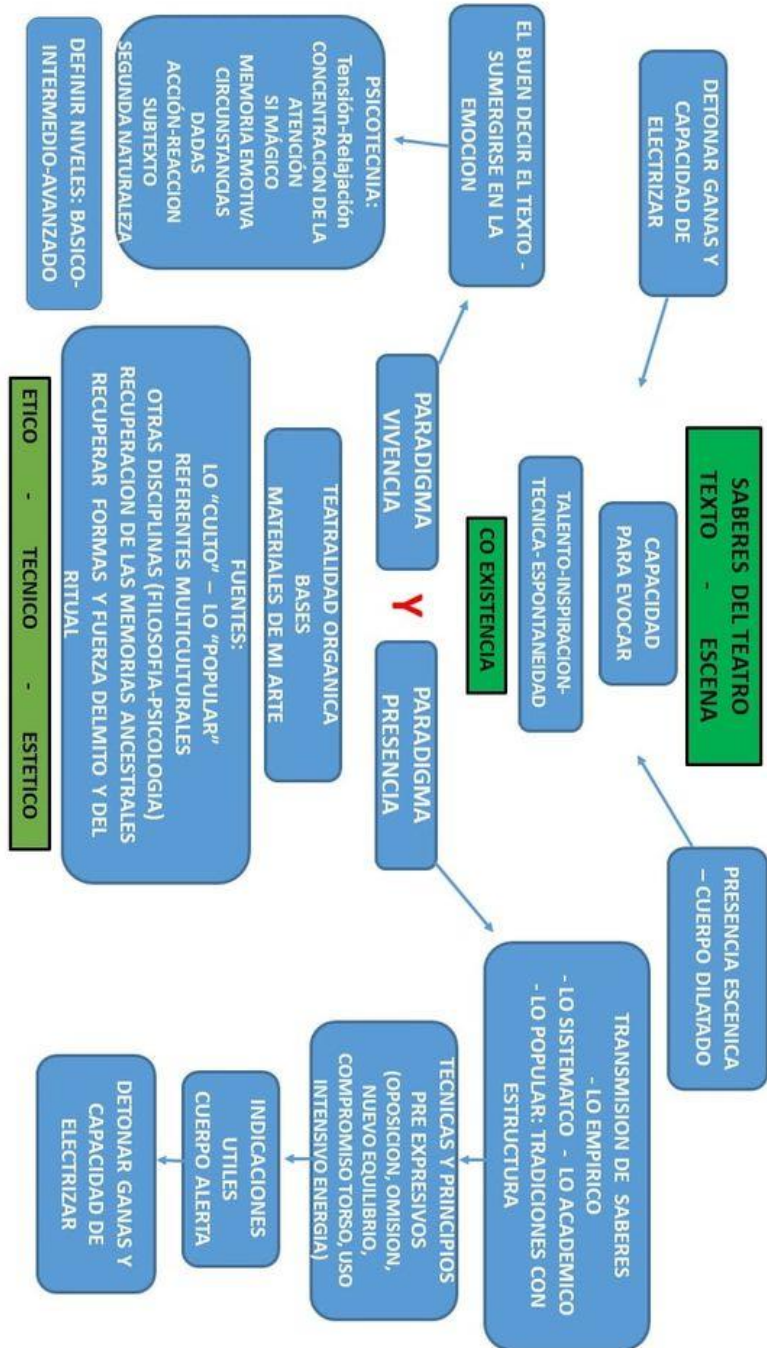 SABERES DEL TEATRO
TEXTO - ESCENA
DETONAR GANAS Y
CAPACIDAD DE
ELECTRIZAR
CAPACIDAD
PARA EVOCAR
PRESENCIA ESCENICA
– CUERPO DILATADO
TALENTO-INSPIRACION-
TECNICA- ESPONTANEIDAD
CO EXISTENCIA
EL BUEN DECIR EL TEXTO -
SUMERGIRSE EN LA
EMOCION
PARADIGMA
VIVENCIA
Y
PARADIGMA
PRESENCIA
TRANSMISION DE SABERES
- LO EMPIRICO
- LO SISTEMATCO - LO ACADEMICO
- LO POPULAR: TRADICIONES CON
ESTRUCTURA
PSICOTECNIA:
Tensión-Relajación
CONCENTRACION DE LA
ATENCIÓN
SI MÁGICO
MEMORIA EMOTIVA
CIRCUNSTANCIAS
DADAS
ACCIÓN-REACCION
SUBTEXTO
SEGUNDA NATURALEZA
TEATRALIDAD ORGANICA
BASES
MATERIALES DE MI ARTE
TECNICAS Y PRINCIPIOS
PRE EXPRESIVOS
(OPOSICION, OMISION,
NUEVO EQUILIBRIO,
COMPROMISO TORSO, USO
INTENSIVO ENERGIA)
FUENTES:
LO “CULTO” – LO “POPULAR”
REFERENTES MULTICULTURALES
OTRAS DISCIPLINAS (FILOSOFIA-PSICOLOGIA)
RECUPERACION DE LAS MEMORIAS ANCESTRALES
RECUPERAR FORMAS Y FUERZA DELMITO Y DEL
RITUAL
INDICACIONES
UTILES
CUERPO ALERTA
DEFINIR NIVELES: BASICO-
INTERMEDIO-AVANZADO
ETICO - TECNICO - ESTETICO
DETONAR GANAS Y
CAPACIDAD DE
ELECTRIZAR